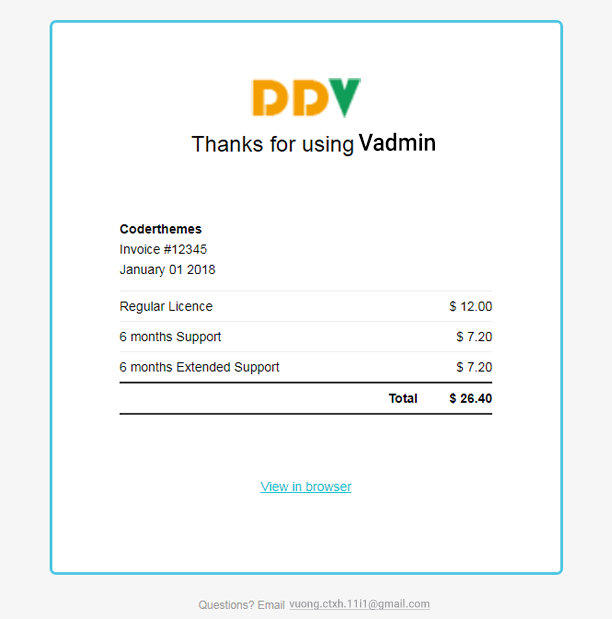 DDV
Thanks for using Vadmin
Coderthemes
Invoice #12345
January 01 2018
Regular Licence $ 12.00
6 months Support $ 7.20
6 months Extended Support $ 7.20
Total $ 26.40
View in browser
Questions? Email vuong.ctxh.11i1@gmail.com